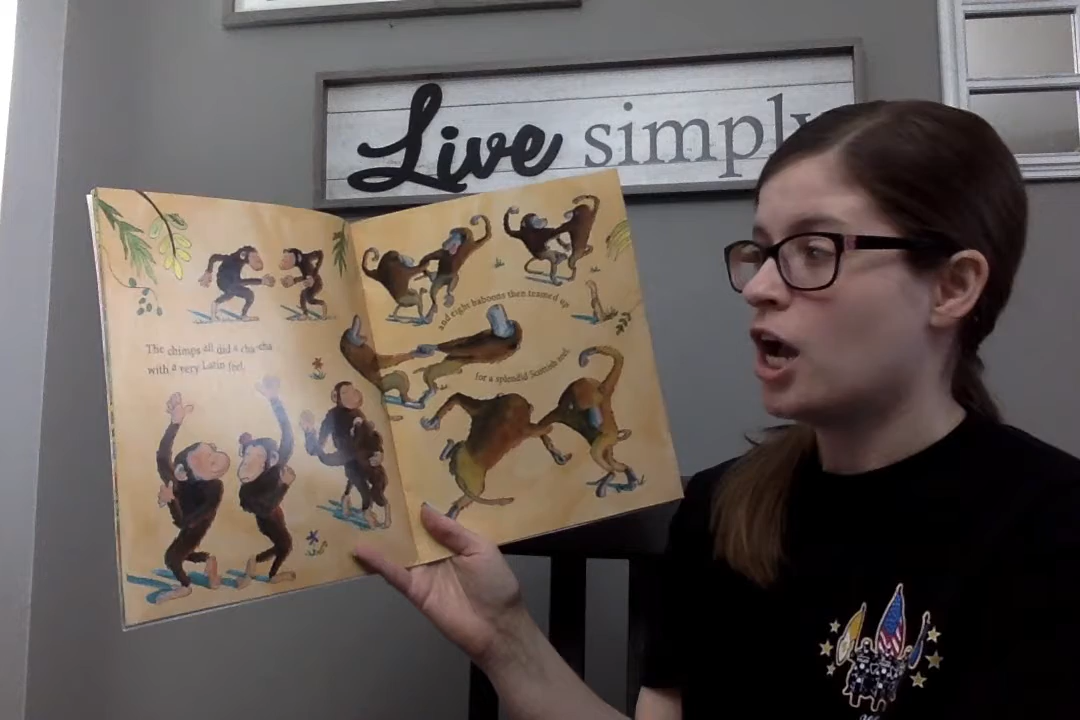 Live simply
The chimps all did a cha-cha
with a very Latin feel,
and eight baboons then teamed up
for a splendid Scottish reel.